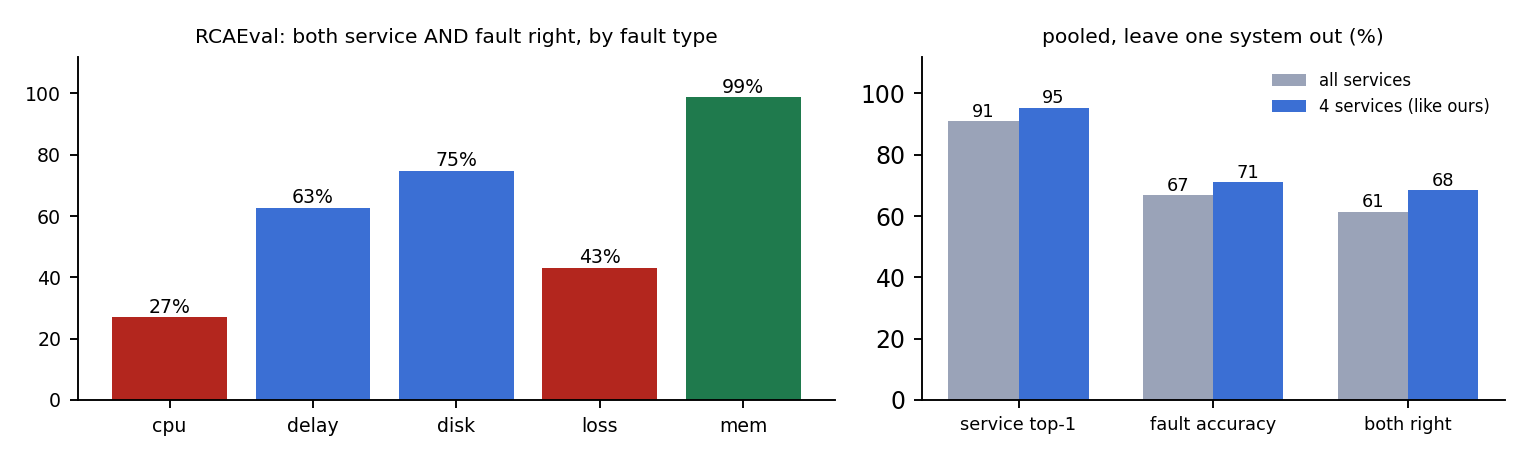 RCAEval: both service AND fault right, by fault type
100
80
60
40
20
0
27%
63%
75%
43%
99%
cpu
delay
disk
loss
mem
pooled, leave one system out (%)
all services
4 services (like ours)
100
80
60
40
20
0
91
95
67
71
61
68
service top-1
fault accuracy
both right